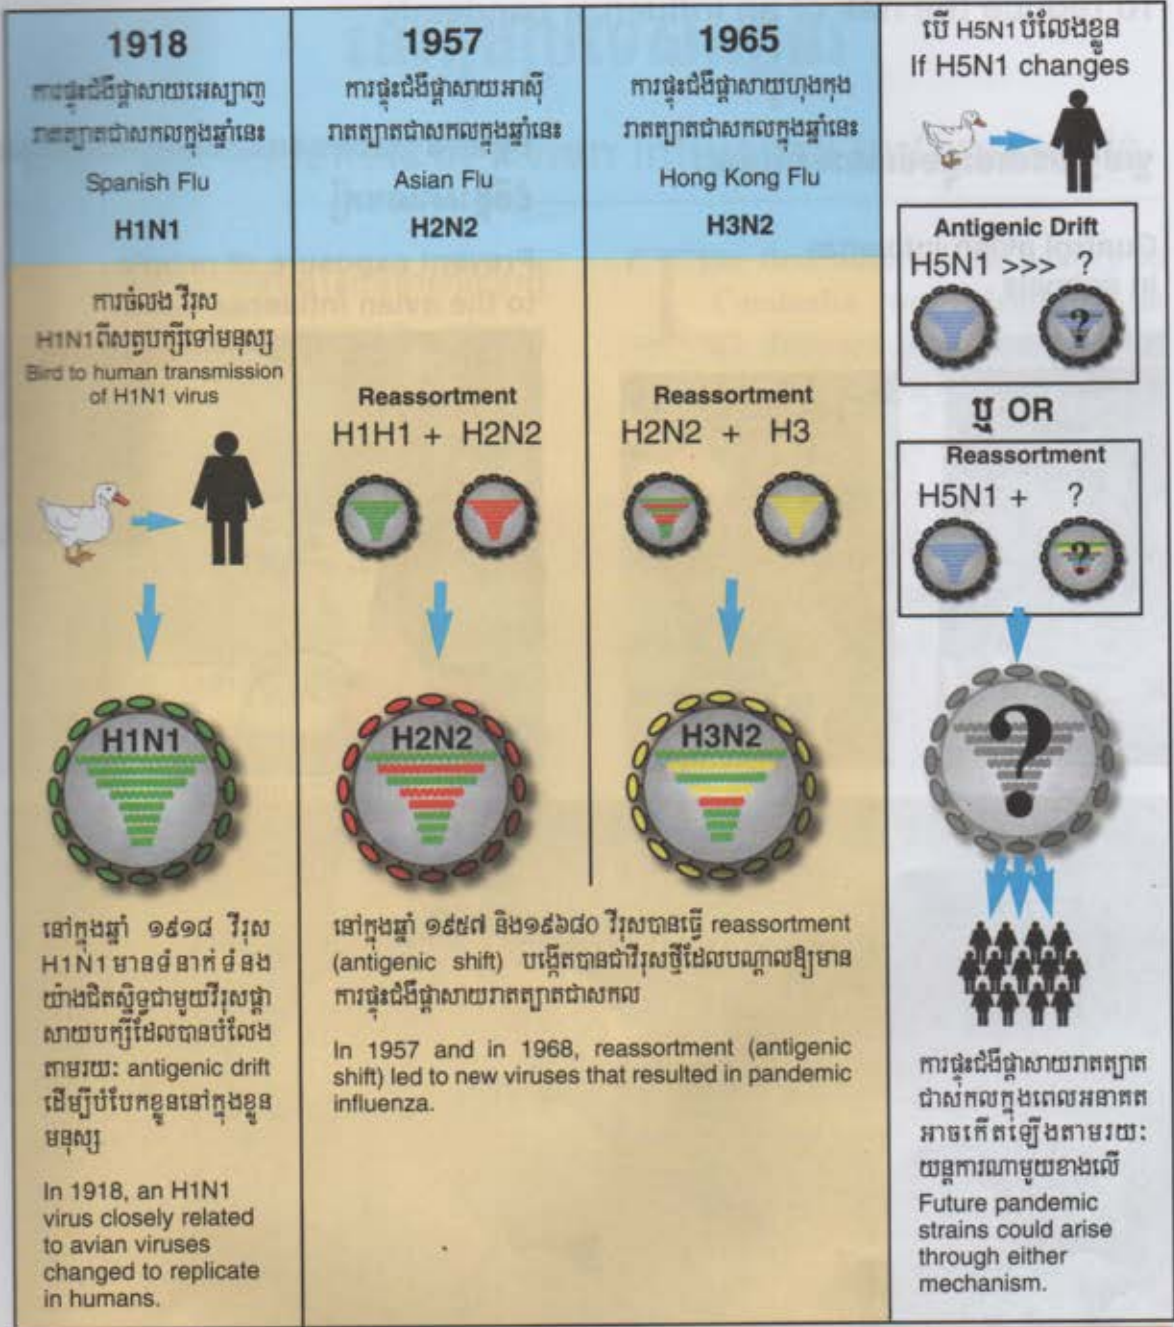 1918
ការផ្ទុះជំងឺផ្តាសាយអេស្បាញ
រាតត្បាតជាសកលក្នុងឆ្នាំនេះ
Spanish Flu
H1N1
ការចំលង វីរុស
H1N1ពីសត្វបក្សីទៅមនុស្ស
Bird to human transmission
of H1N1 virus
H1N1
នៅក្នុងឆ្នាំ ១៩១៨ វីរុស
H1N1មានទំនាក់ទំនង
យ៉ាងជិតស្និទ្ធជាមួយវីរុសផ្តា
សាយបក្សីដែលបានបំលែង
តាមរយៈ antigenic drift
ដើម្បីបំបែកខ្លួននៅក្នុងខ្លួន
មនុស្ស
In 1918, an H1N1
virus closely related
to avian viruses
changed to replicate
in humans.
1957
ការផ្ទុះជំងឺផ្តាសាយអាស៊ី
រាតត្បាតជាសកលក្នុងឆ្នាំនេះ
Asian Flu
H2N2
Reassortment
H1H1 + H2N2
H2N2
1965
ការផ្ទុះជំងឺផ្តាសាយហុងកុង
រាតត្បាតជាសកលក្នុងឆ្នាំនេះ
Hong Kong Flu
H3N2
Reassortment
H2N2 + H3
H3N2
នៅក្នុងឆ្នាំ ១៩៥៧ និង១៩៦៨០ វីរុសបានធ្វើ reassortment
(antigenic shift) បង្កើតបានជាវីរុសថ្មីដែលបណ្តាលឱ្យមាន
ការផ្ទុះជំងឺផ្តាសាយរាតត្បាតជាសកល
In 1957 and in 1968, reassortment (antigenic
shift) led to new viruses that resulted in pandemic
influenza.
បើ H5N1បំលែងខ្លួន
If H5N1 changes
Antigenic Drift
H5N1 >>> ?
?
ឬ OR
Reassortment
H5N1 + ?
?
?
ការផ្ទុះជំងឺផ្តាសាយរាតត្បាត
ជាសកលក្នុងពេលអនាគត
អាចកើតឡើងតាមរយៈ
យន្តការណាមួយខាងលើ
Future pandemic
strains could arise
through either
mechanism.